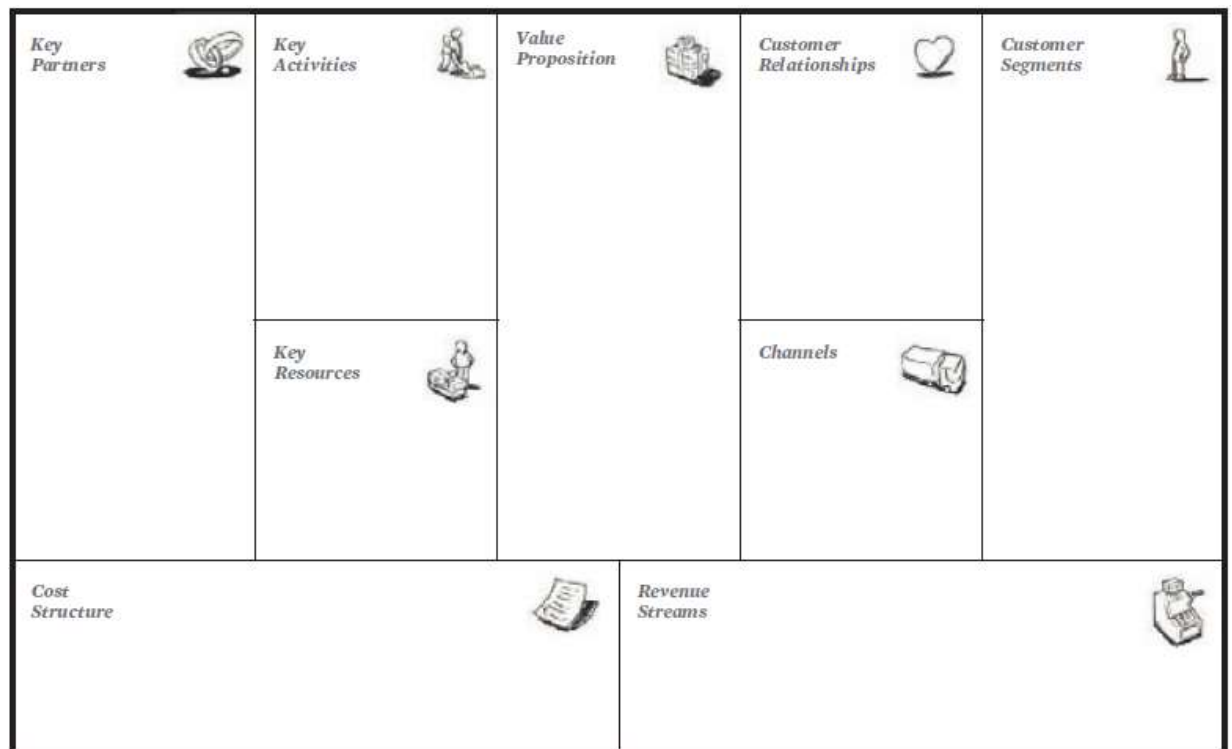 Key
Partners
Key
Activities
Value
Proposition
Customer
Relationships
Customer
Segments
Key
Resources
Channels
Cost
Structure
Revenue
Streams